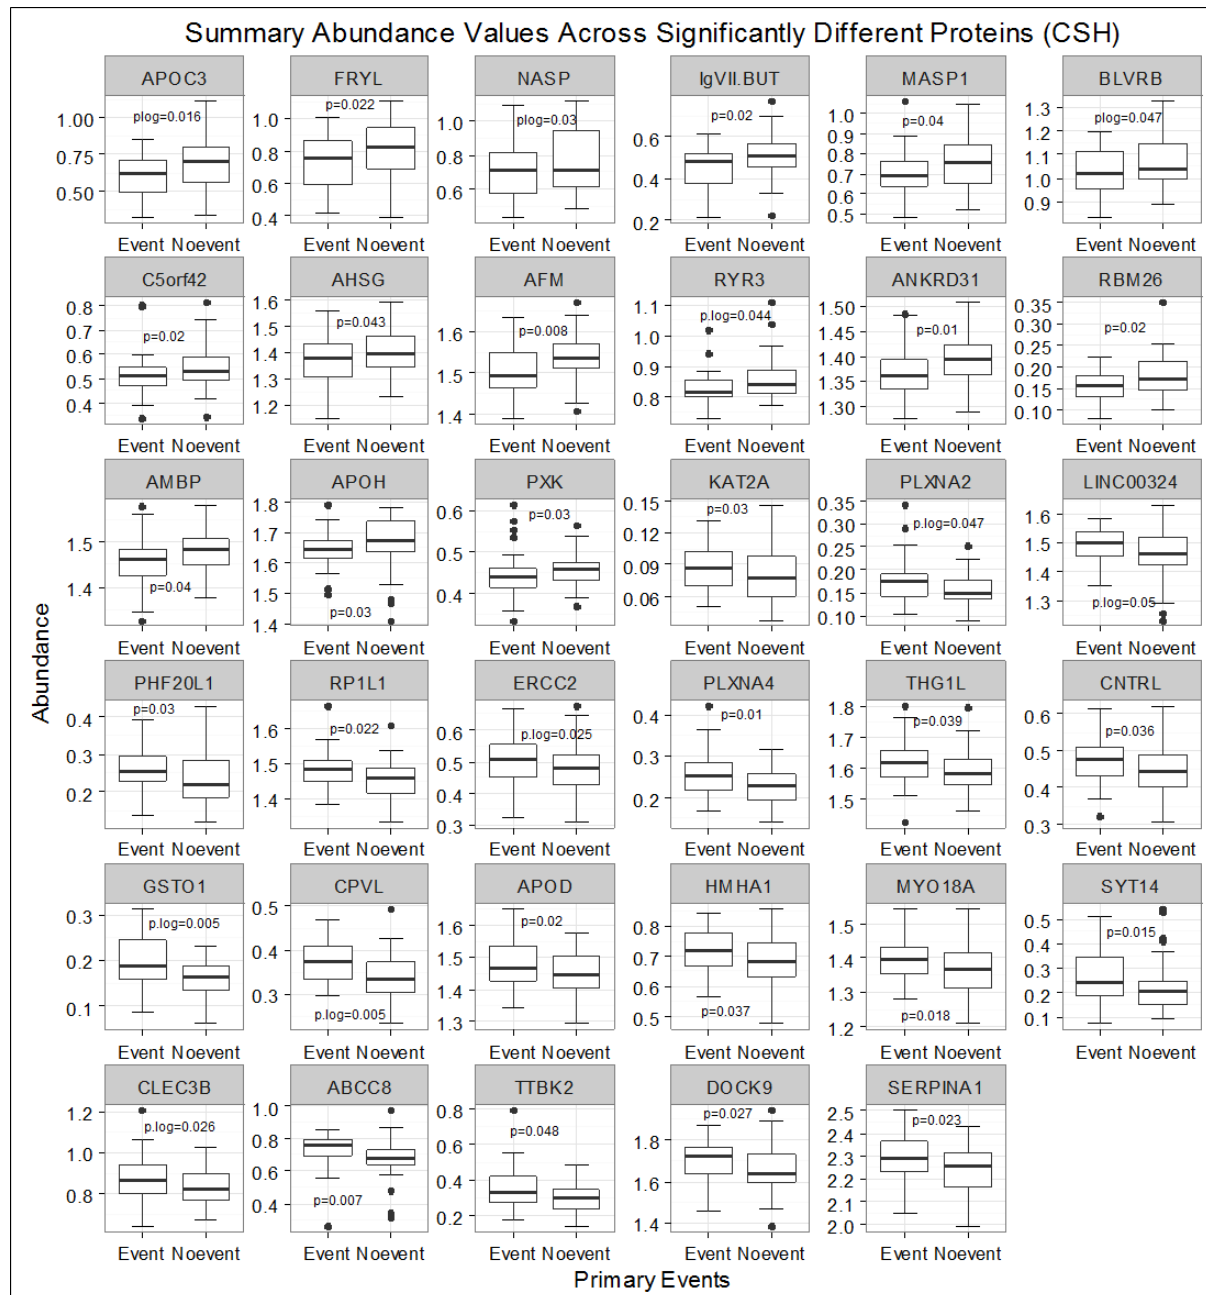 Summary Abundance Values Across Significantly Different Proteins (CSH)
APOC3 FRYL NASP IgVII.BUT MASP1 BLVRB
plog=0.016 p=0.022 plog=0.03 p=0.02 p=0.04 plog=0.047
1.00 0.75 0.50
1.0 0.8 0.6 0.4
1.0 0.8 0.6
0.6 0.4 0.2
1.0 0.9 0.8 0.7 0.6 0.5
1.3 1.2 1.1 1.0 0.9
Event Noevent Event Noevent Event Noevent Event Noevent Event Noevent Event Noevent
C5orf42 AHSG AFM RYR3 ANKRD31 RBM26
p=0.02 p=0.043 p=0.008 p.log=0.044 p=0.01 p=0.02
0.8 0.7 0.6 0.5 0.4
1.6 1.5 1.4 1.3 1.2
1.6 1.5 1.4
1.1 1.0 0.9 0.8
1.50 1.45 1.40 1.35 1.30
0.35 0.30 0.25 0.20 0.15 0.10
Event Noevent Event Noevent Event Noevent Event Noevent Event Noevent Event Noevent
AMBP APOH PXK KAT2A PLXNA2 LINC00324
p=0.04 p=0.03 p=0.03 p=0.03 p.log=0.047 p.log=0.05
1.5 1.4
1.8 1.7 1.6 1.5 1.4
0.6 0.5 0.4
0.15 0.12 0.09 0.06
0.35 0.30 0.25 0.20 0.15 0.10
1.6 1.5 1.4 1.3
Event Noevent Event Noevent Event Noevent Event Noevent Event Noevent Event Noevent
Abundance
PHF20L1 RP1L1 ERCC2 PLXNA4 THG1L CNTRL
p=0.03 p=0.022 p.log=0.025 p=0.01 p=0.039 p=0.036
0.4 0.3 0.2
1.6 1.5 1.4
0.6 0.5 0.4 0.3
0.4 0.3 0.2
1.8 1.7 1.6 1.5
0.6 0.5 0.4 0.3
Event Noevent Event Noevent Event Noevent Event Noevent Event Noevent Event Noevent
GSTO1 CPVL APOD HMHA1 MYO18A SYT14
p.log=0.005 p.log=0.005 p=0.02 p=0.037 p=0.018 p=0.015
0.3 0.2 0.1
0.5 0.4 0.3
1.6 1.5 1.4 1.3
0.8 0.7 0.6 0.5
1.5 1.4 1.3 1.2
0.5 0.4 0.3 0.2 0.1
Event Noevent Event Noevent Event Noevent Event Noevent Event Noevent Event Noevent
CLEC3B ABCC8 TTBK2 DOCK9 SERPINA1
p.log=0.026 p=0.007 p=0.048 p=0.027 p=0.023
1.2 1.0 0.8
1.0 0.8 0.6 0.4
0.8 0.6 0.4 0.2
1.8 1.6 1.4
2.5 2.4 2.3 2.2 2.1 2.0
Event Noevent Event Noevent Event Noevent Event Noevent Event Noevent
Primary Events